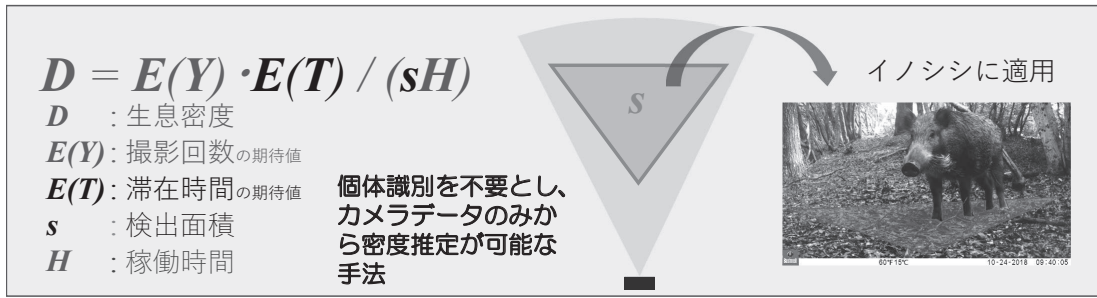 D = E(Y)・E(T) / (sH)
D : 生息密度
E(Y) : 撮影回数の期待値
E(T) : 滞在時間の期待値
s : 検出面積
H : 稼働時間
個体識別を不要とし、
カメラデータのみか
ら密度推定が可能な
手法
s
イノシシに適用
60°F15℃ 10-24-2018 09:40:05